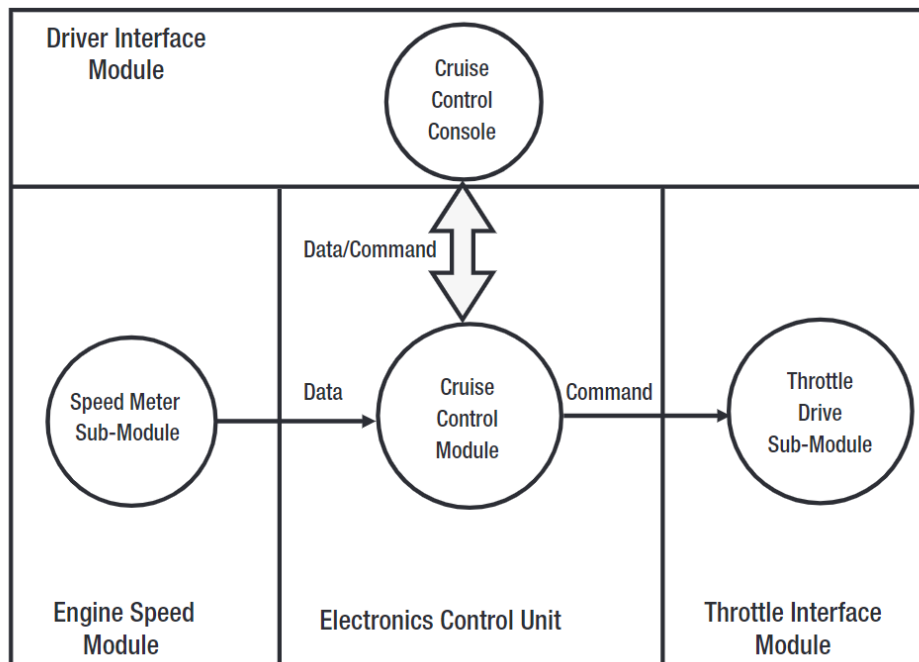 Driver Interface
Module
Cruise
Control
Console
Data/Command
Speed Meter
Sub-Module
Data
Cruise
Control
Module
Command
Throttle
Drive
Sub-Module
Engine Speed
Module
Electronics Control Unit
Throttle Interface
Module